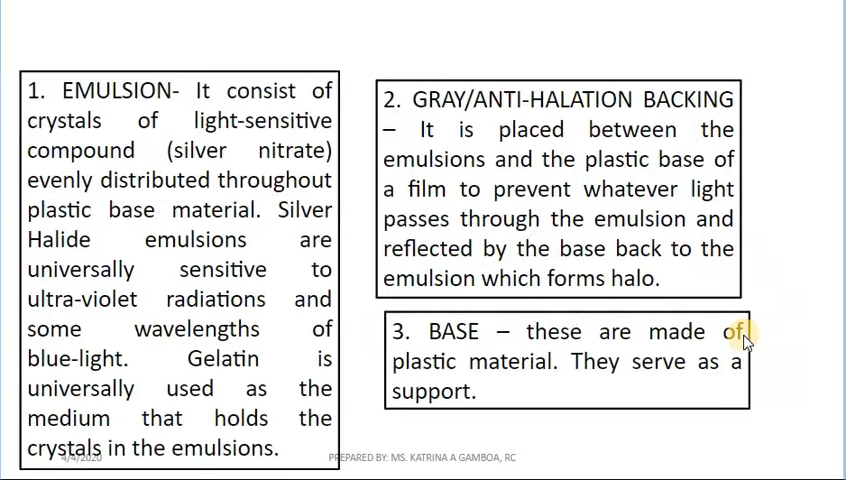 1. EMULSION- It consist of
crystals of light-sensitive
compound (silver nitrate)
evenly distributed throughout
plastic base material. Silver
Halide emulsions are
universally sensitive to
ultra-violet radiations and
some wavelengths of
blue-light. Gelatin is
universally used as the
medium that holds the
crystals in the emulsions.
2. GRAY/ANTI-HALATION BACKING
– It is placed between the
emulsions and the plastic base of
a film to prevent whatever light
passes through the emulsion and
reflected by the base back to the
emulsion which forms halo.
3. BASE – these are made of
plastic material. They serve as a
support.
4/4/2020
PREPARED BY: MS. KATRINA A GAMBOA, RC